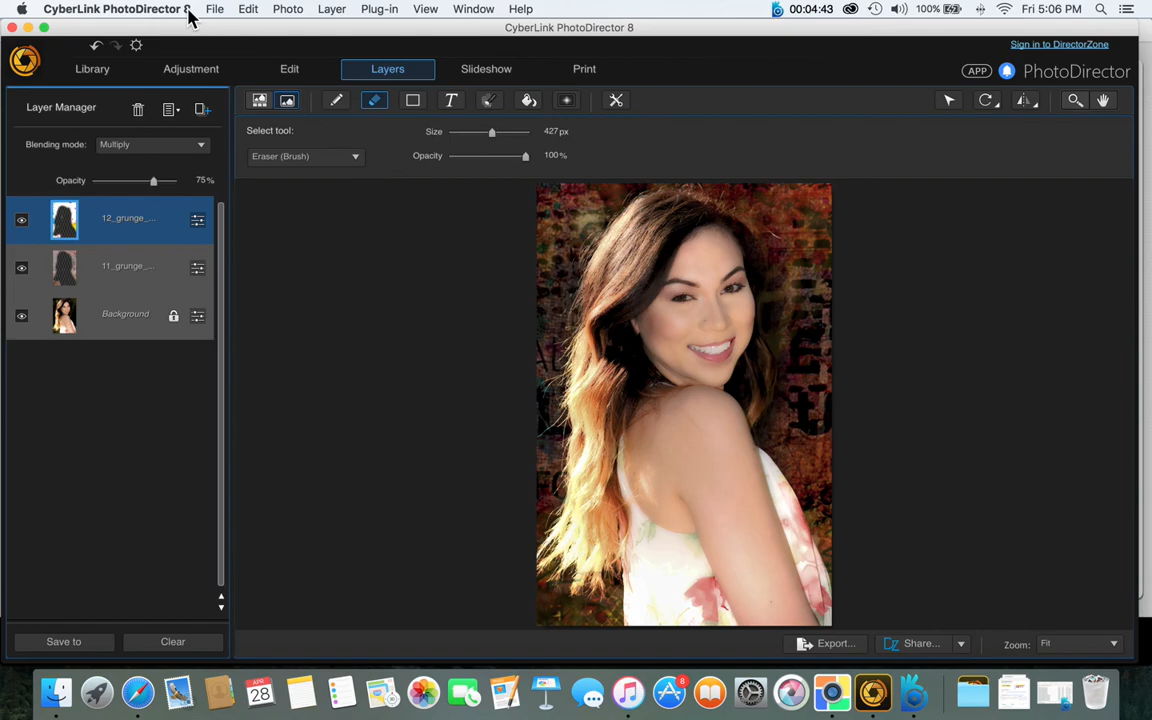 CyberLink PhotoDirector 8 File Edit Photo Layer Plug-in View Window Help 00:04:43 100% Fri 5:06 PM
CyberLink PhotoDirector 8
Sign in to DirectorZone
Library Adjustment Edit Layers Slideshow Print APP PhotoDirector
Layer Manager T
Select tool: Size 427 px
Blending mode: Multiply
Eraser (Brush) Opacity 100 %
Opacity 75 %
12_grunge_...
11_grunge_...
Background
Save to Clear Export... Share... Zoom: Fit
APR
28
8